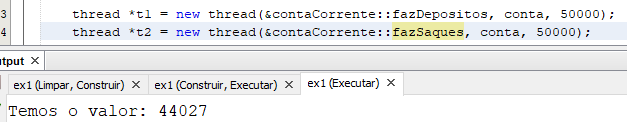 3 thread *t1 = new thread(&contaCorrente::fazDepositos, conta, 50000);
4 thread *t2 = new thread(&contaCorrente::fazSaques, conta, 50000);
utput ×
ex1 (Limpar, Construir) × ex1 (Construir, Executar) × ex1 (Executar) ×
Temos o valor: 44027